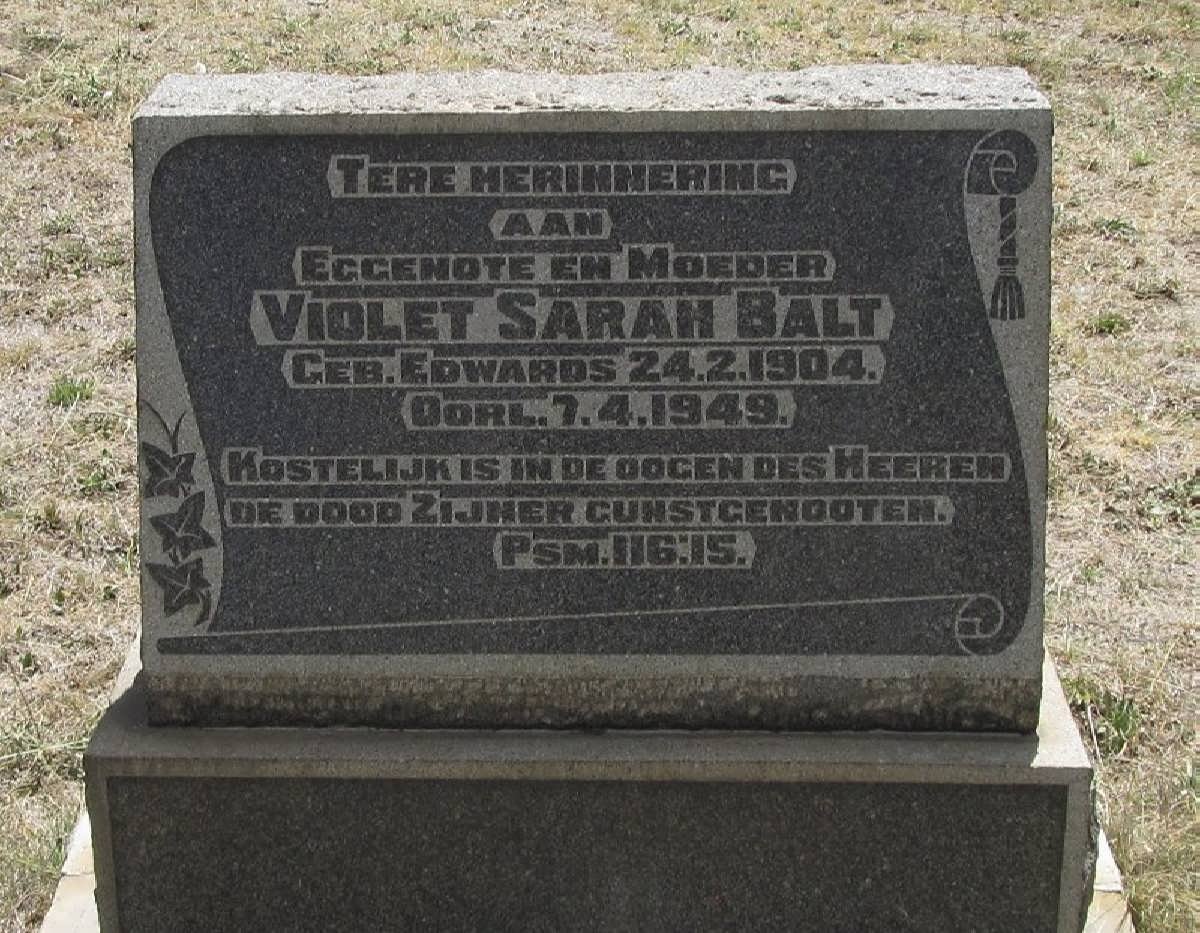 TERE HERINNERING
AAN
EGGENOTE EN MOEDER
VIOLET SARAH BALT
GEB. EDWARDS 24.2.1904.
OORL. 7.4.1949.
KOSTELIJK IS IN DE OOGEN DES HEEREN
DE DOOD ZIJNER GUNSTGENOOTEN.
PSM. 116:15.